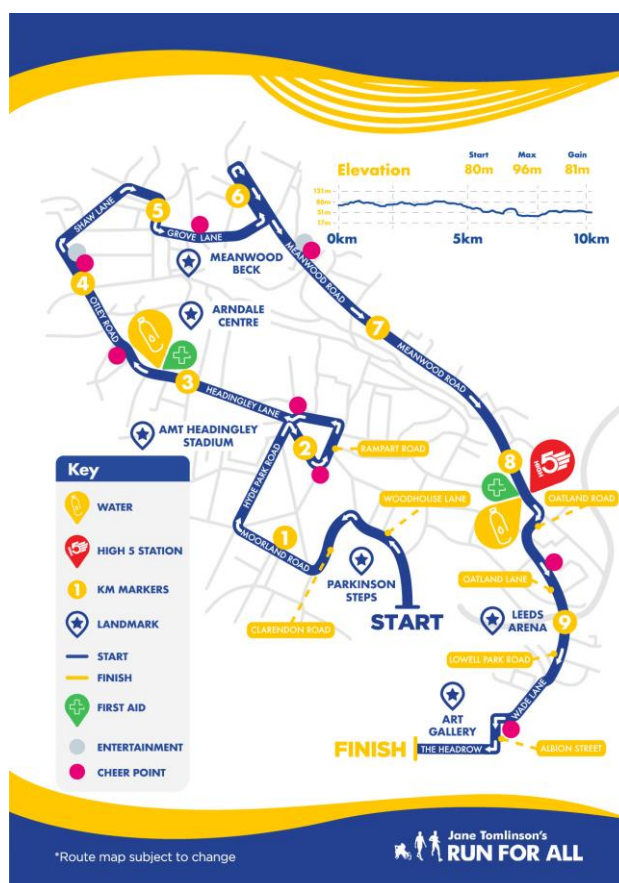 Elevation
Start
80m
Max
96m
Gain
81m
131m
86m
51m
17m
0km
5km
10km
6
5
SHAW LANE
GROVE LANE
MEANWOOD
BECK
MEANWOOD ROAD
4
OTLEY ROAD
ARNDALE
CENTRE
7
MEANWOOD ROAD
3
HEADINGLEY LANE
AMT HEADINGLEY
STADIUM
2
RAMPART ROAD
HYDE PARK ROAD
8
HIGH 5
OATLAND ROAD
WOODHOUSE LANE
1
MOORLAND ROAD
PARKINSON
STEPS
START
CLARENDON ROAD
OATLAND LANE
LEEDS
ARENA
9
LOWELL PARK ROAD
WADE LANE
ART
GALLERY
FINISH
THE HEADROW
ALBION STREET
Key
WATER
HIGH 5
HIGH 5 STATION
1
KM MARKERS
LANDMARK
START
FINISH
FIRST AID
ENTERTAINMENT
CHEER POINT
*Route map subject to change
Jane Tomlinson's
RUN FOR ALL